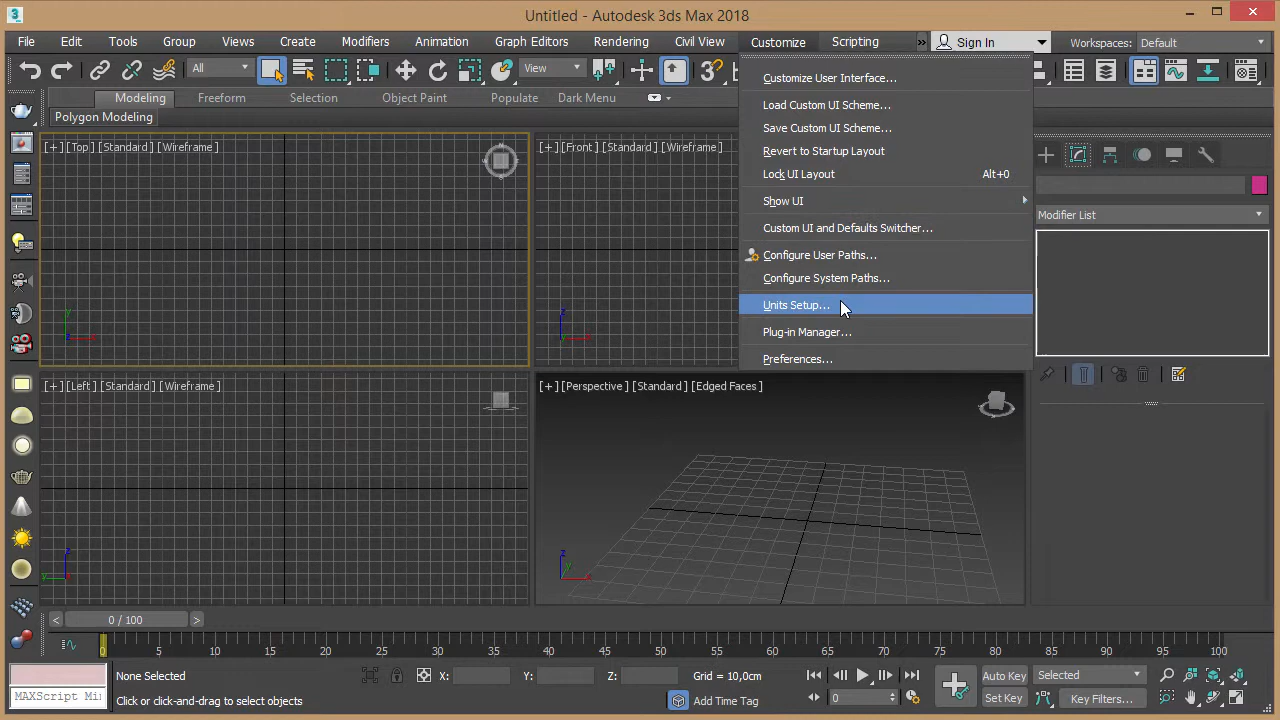 Untitled - Autodesk 3ds Max 2018
File Edit Tools Group Views Create Modifiers Animation Graph Editors Rendering Civil View Customize Scripting » Sign In Workspaces: Default
All View
Modeling Freeform Selection Object Paint Populate Dark Menu
Polygon Modeling
Customize User Interface...
Load Custom UI Scheme...
Save Custom UI Scheme...
Revert to Startup Layout
Lock UI Layout Alt+0
Show UI
Custom UI and Defaults Switcher...
Configure User Paths...
Configure System Paths...
Units Setup...
Plug-in Manager...
Preferences...
[+] [Top] [Standard] [Wireframe]
[+] [Front] [Standard] [Wireframe]
Modifier List
[+] [Left] [Standard] [Wireframe]
[+] [Perspective] [Standard] [Edged Faces]
< 0 / 100 >
0 5 10 15 20 25 30 35 40 45 50 55 60 65 70 75 80 85 90 95 100
None Selected X: Y: Z: Grid = 10,0cm Auto Key Selected
MAXScript Mi Click or click-and-drag to select objects Add Time Tag 0 Set Key Key Filters...